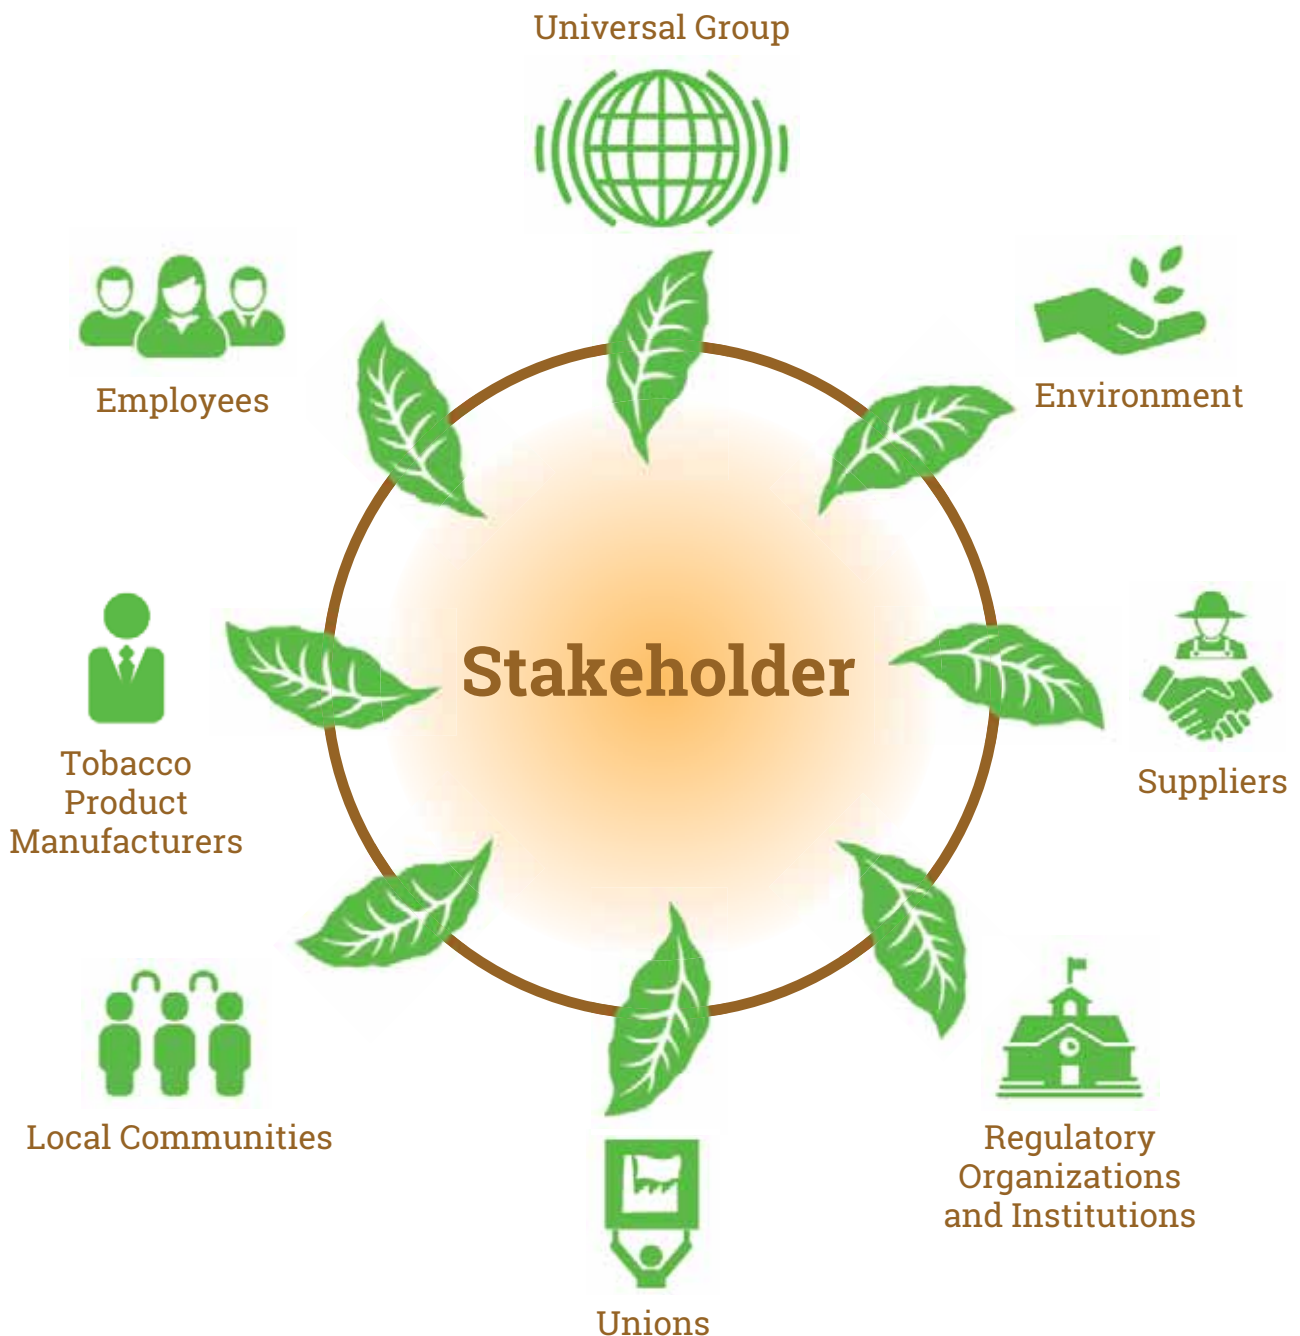 Universal Group
Environment
Employees
Stakeholder
Suppliers
Tobacco
Product
Manufacturers
Local Communities
Regulatory
Organizations
and Institutions
Unions